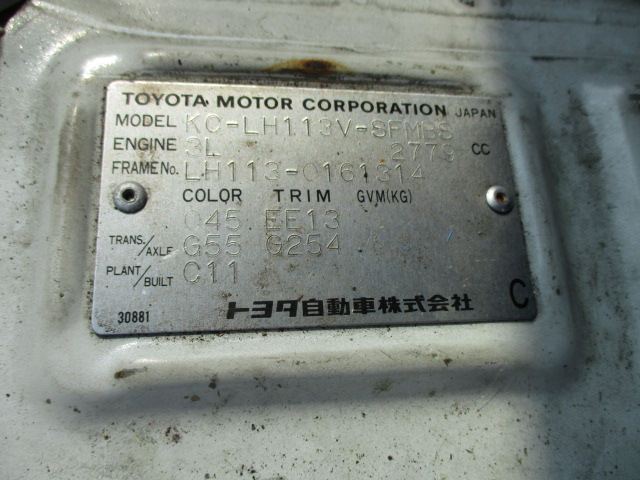 TOYOTA MOTOR CORPORATION JAPAN
MODEL KC-LH113V-SFMBS
ENGINE 3L 2779 CC
FRAME No. LH113-0161314
COLOR TRIM GVM(KG)
045 EE13
TRANS./AXLE G55 G254
PLANT/BUILT C11
30881 トヨタ自動車株式会社 C